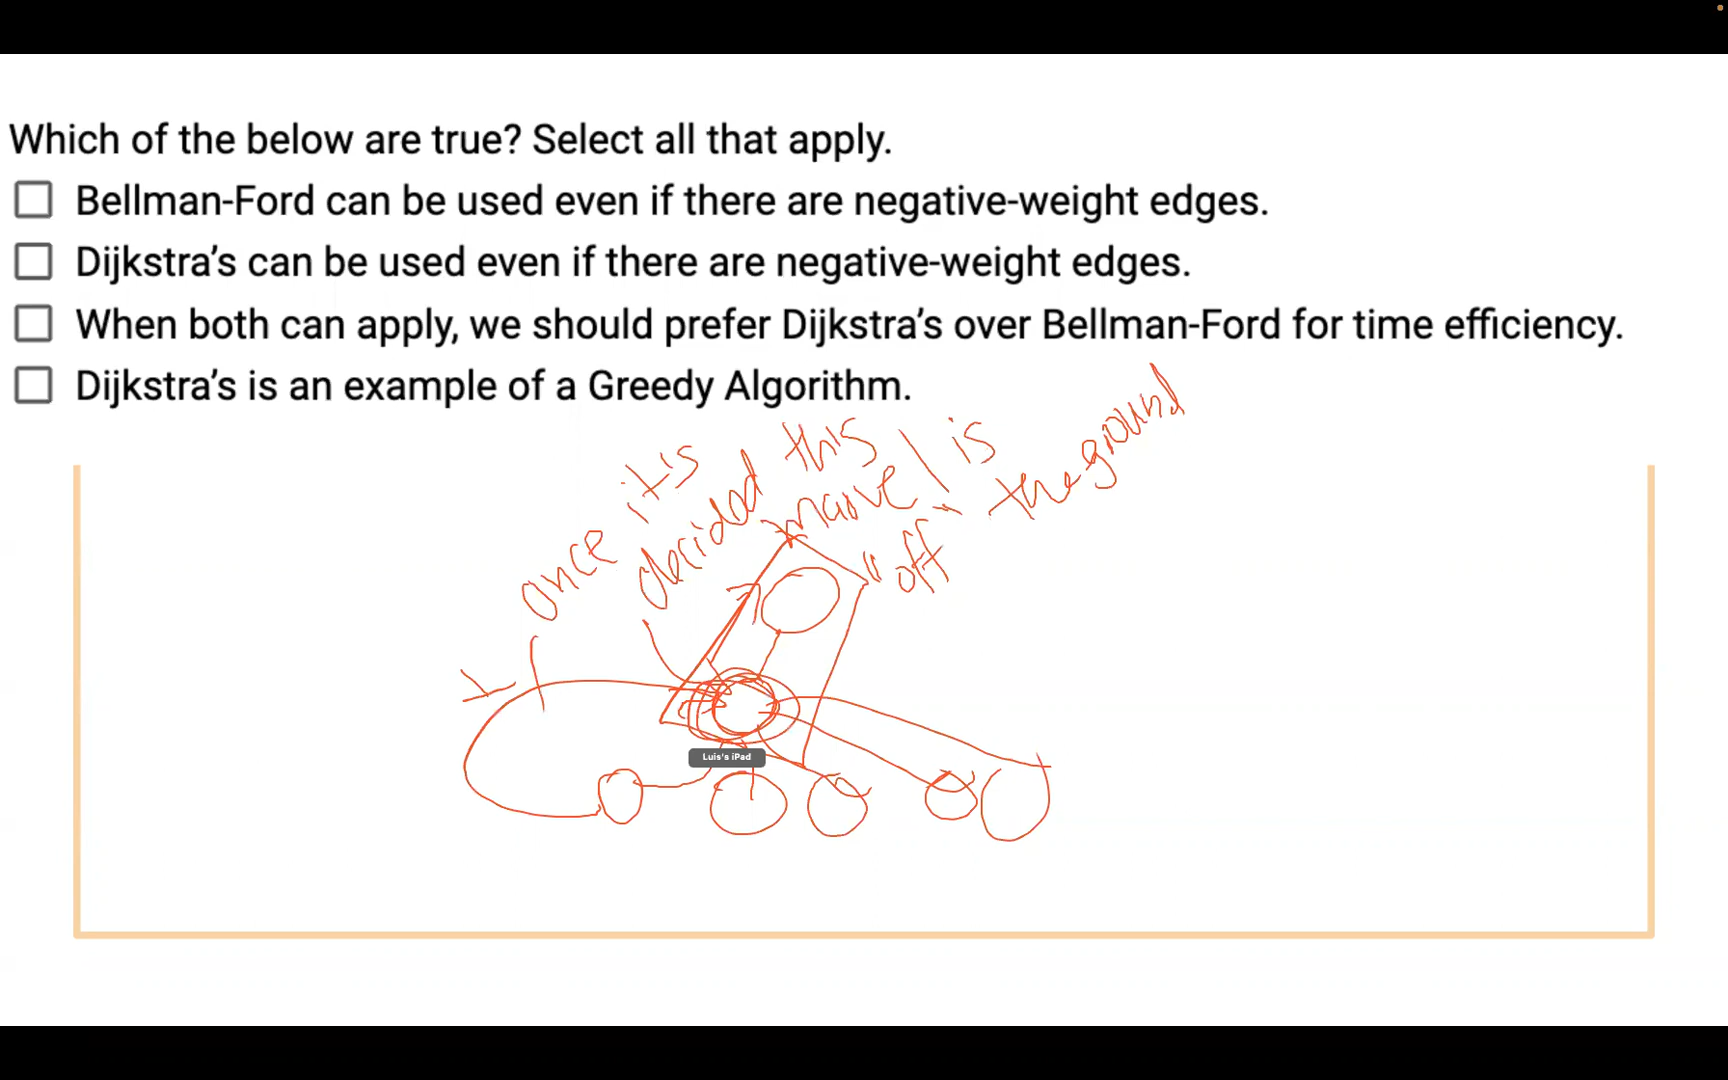 Which of the below are true? Select all that apply.
Bellman-Ford can be used even if there are negative-weight edges.
Dijkstra’s can be used even if there are negative-weight edges.
When both can apply, we should prefer Dijkstra’s over Bellman-Ford for time efficiency.
Dijkstra’s is an example of a Greedy Algorithm.
once it's
decided this
marvel is
"off" the ground
Luis's iPad